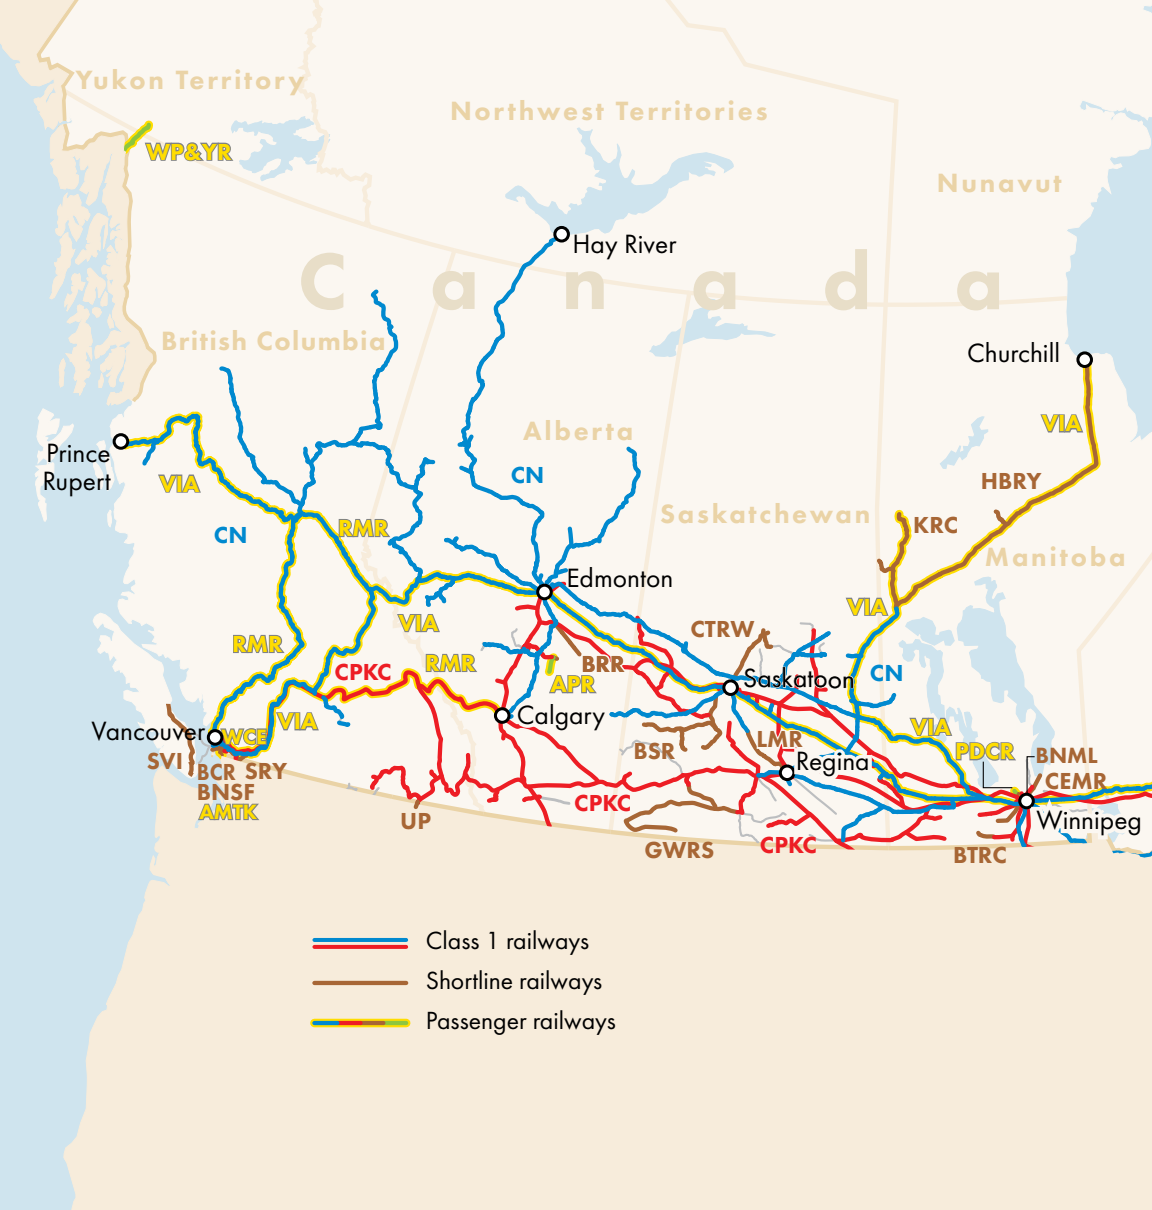 Yukon Territory
Northwest Territories
WP&YR
Nunavut
Hay River
Canada
British Columbia
Churchill
VIA
Alberta
Prince
Rupert
CN
HBRY
VIA
Saskatchewan
KRC
CN
RMR
Manitoba
Edmonton
VIA
VIA
CTRW
RMR
CPKC
RMR
BRR
CN
APR
Saskatoon
Calgary
VIA
VIA
Vancouver
WCE
LMR
BSR
PDCR
BNML
SVI
Regina
BCR
SRY
CEMR
BNSF
CPKC
AMTK
UP
Winnipeg
CPKC
GWRS
BTRC
Class 1 railways
Shortline railways
Passenger railways